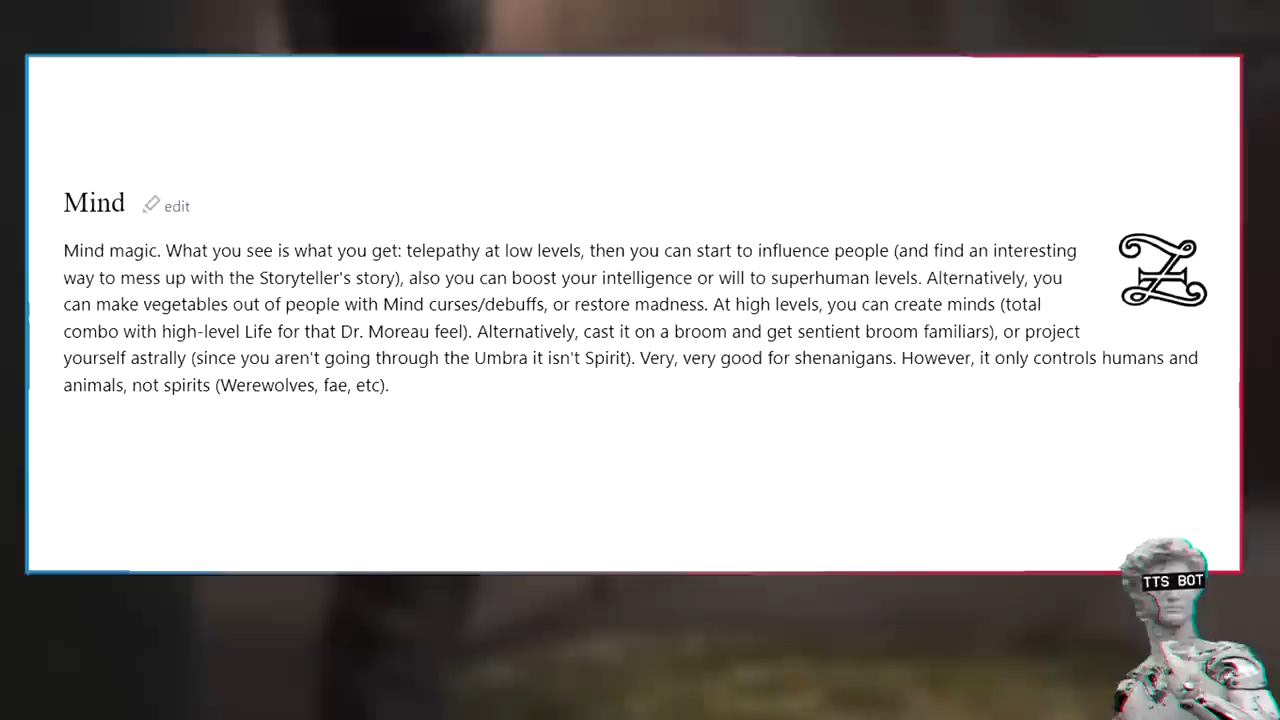 Mind edit
Mind magic. What you see is what you get: telepathy at low levels, then you can start to influence people (and find an interesting
way to mess up with the Storyteller's story), also you can boost your intelligence or will to superhuman levels. Alternatively, you
can make vegetables out of people with Mind curses/debuffs, or restore madness. At high levels, you can create minds (total
combo with high-level Life for that Dr. Moreau feel). Alternatively, cast it on a broom and get sentient broom familiars), or project
yourself astrally (since you aren't going through the Umbra it isn't Spirit). Very, very good for shenanigans. However, it only controls humans and
animals, not spirits (Werewolves, fae, etc).
TTS BOT